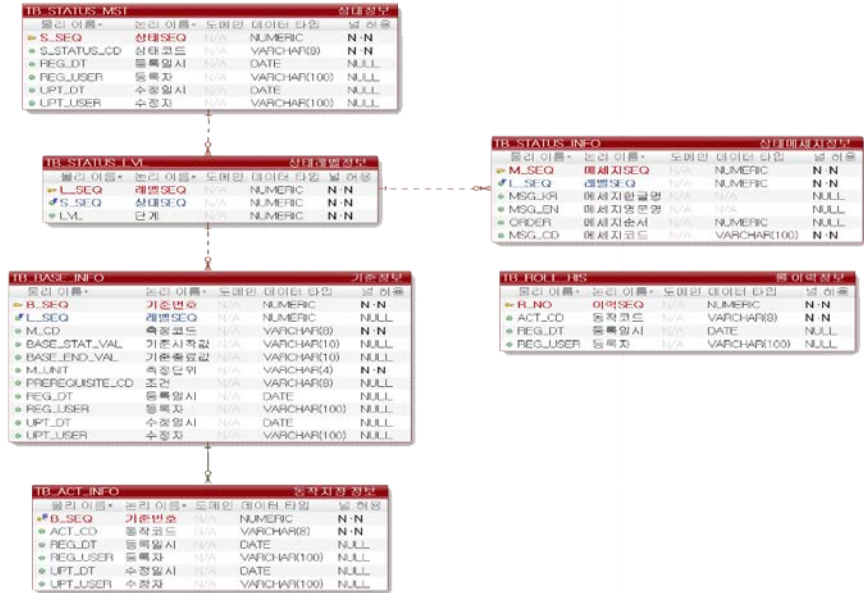 TB_STATUS_MST 상태정보
물리 이름 논리 이름 도메인 데이터 타입 널 허용
S_SEQ 상태SEQ N/A NUMERIC N·N
S_STATUS_CD 상태코드 N/A VARCHAR(8) N·N
REG_DT 등록일시 N/A DATE NULL
REG_USER 등록자 N/A VARCHAR(100) NULL
UPT_DT 수정일시 N/A DATE NULL
UPT_USER 수정자 N/A VARCHAR(100) NULL
TB_STATUS_LVL 상태레벨정보
물리 이름 논리 이름 도메인 데이터 타입 널 허용
L_SEQ 레벨SEQ N/A NUMERIC N·N
S_SEQ 상태SEQ N/A NUMERIC N·N
LVL 단계 N/A NUMERIC N·N
TB_STATUS_INFO 상태메세지정보
물리 이름 논리 이름 도메인 데이터 타입 널 허용
M_SEQ 메세지SEQ N/A NUMERIC N·N
L_SEQ 레벨SEQ N/A NUMERIC N·N
MSG_KR 메세지한글명 N/A N/A NULL
MSG_EN 메세지영문명 N/A N/A NULL
ORDER 메세지순서 N/A NUMERIC NULL
MSG_CD 메세지코드 N/A VARCHAR(100) N·N
TB_BASE_INFO 기준정보
물리 이름 논리 이름 도메인 데이터 타입 널 허용
B_SEQ 기준번호 N/A NUMERIC N·N
L_SEQ 레벨SEQ N/A NUMERIC NULL
M_CD 측정코드 N/A VARCHAR(8) N·N
BASE_STAT_VAL 기준시작값 N/A VARCHAR(10) NULL
BASE_END_VAL 기준종료값 N/A VARCHAR(10) NULL
M_UNIT 측정단위 N/A VARCHAR(4) N·N
PREREQUISITE_CD 조건 N/A VARCHAR(8) NULL
REG_DT 등록일시 N/A DATE NULL
REG_USER 등록자 N/A VARCHAR(100) NULL
UPT_DT 수정일시 N/A DATE NULL
UPT_USER 수정자 N/A VARCHAR(100) NULL
TB_ROLL_HIS 롤 이력정보
물리 이름 논리 이름 도메인 데이터 타입 널 허용
R_NO 이력SEQ N/A NUMERIC N·N
ACT_CD 동작코드 N/A VARCHAR(8) N·N
REG_DT 등록일시 N/A DATE NULL
REG_USER 등록자 N/A VARCHAR(100) NULL
TB_ACT_INFO 동작지정 정보
물리 이름 논리 이름 도메인 데이터 타입 널 허용
B_SEQ 기준번호 N/A NUMERIC N·N
ACT_CD 동작코드 N/A VARCHAR(8) N·N
REG_DT 등록일시 N/A DATE NULL
REG_USER 등록자 N/A VARCHAR(100) NULL
UPT_DT 수정일시 N/A DATE NULL
UPT_USER 수정자 N/A VARCHAR(100) NULL